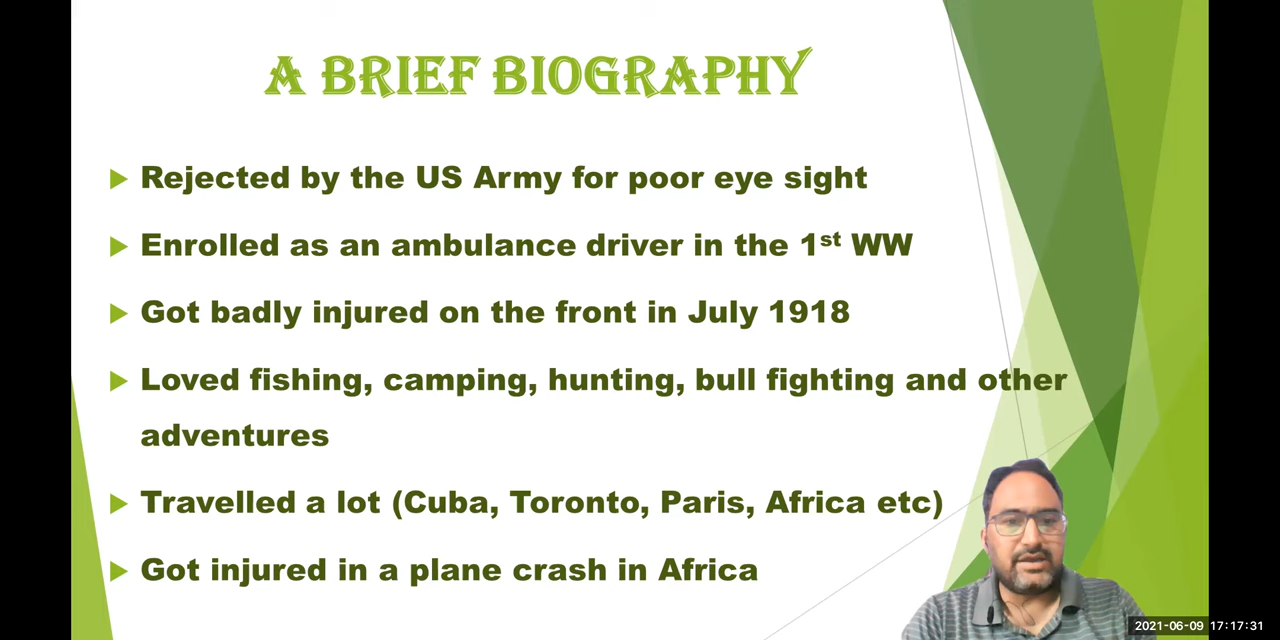 A BRIEF BIOGRAPHY
Rejected by the US Army for poor eye sight
Enrolled as an ambulance driver in the 1st WW
Got badly injured on the front in July 1918
Loved fishing, camping, hunting, bull fighting and other
adventures
Travelled a lot (Cuba, Toronto, Paris, Africa etc)
Got injured in a plane crash in Africa
2021-06-09 17:17:31